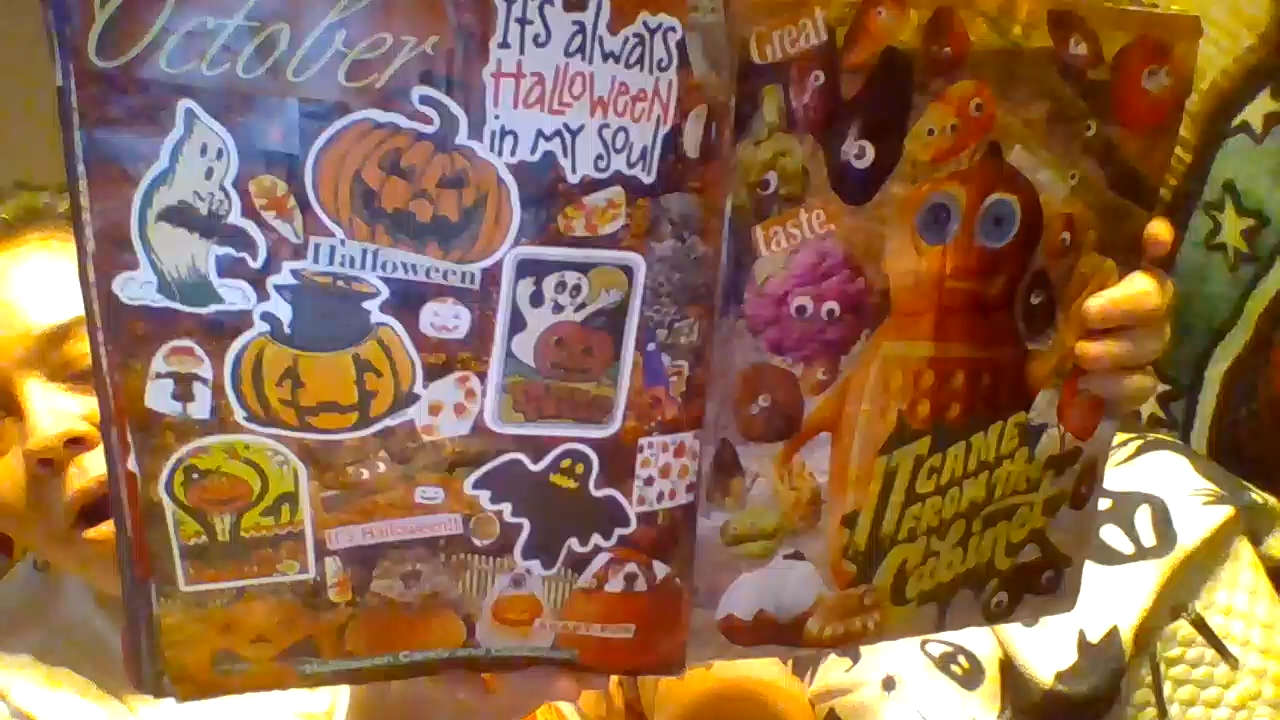 October
It's always
Halloween
in my soul
Halloween
It's Halloween!!
Great
taste.
IT CAME
FROM the
Cabinet